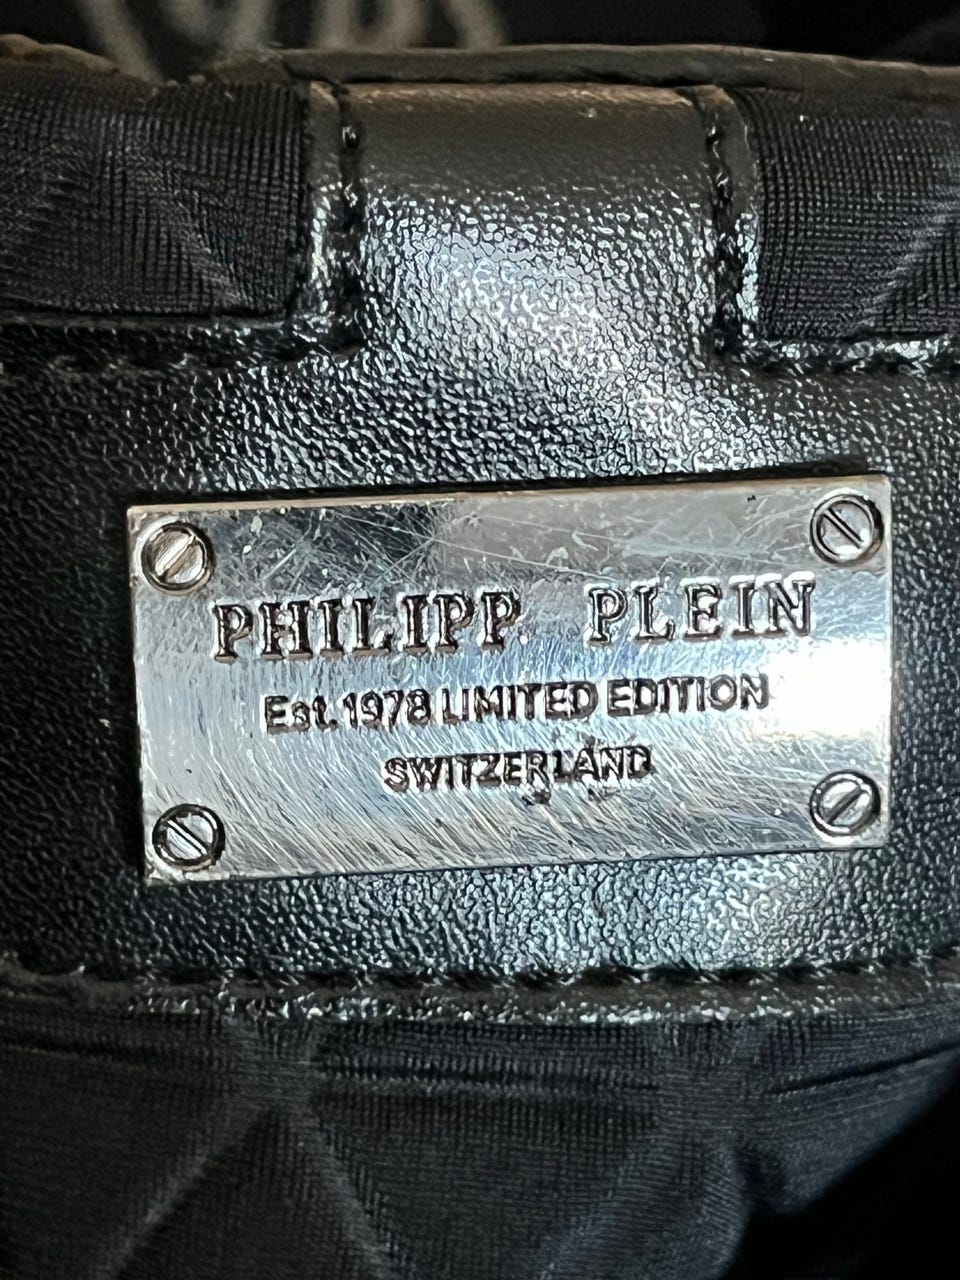 PHILIPP PLEIN
Est.1978 LIMITED EDITION
SWITZERLAND